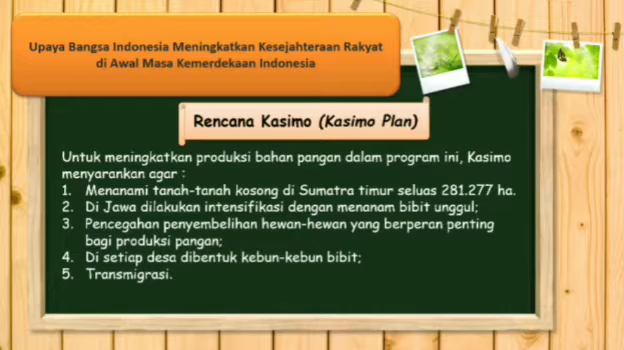 Upaya Bangsa Indonesia Meningkatkan Kesejahteraan Rakyat
di Awal Masa Kemerdekaan Indonesia
Rencana Kasimo (Kasimo Plan)
Untuk meningkatkan produksi bahan pangan dalam program ini, Kasimo
menyarankan agar :
1. Menanami tanah-tanah kosong di Sumatra timur seluas 281.277 ha.
2. Di Jawa dilakukan intensifikasi dengan menanam bibit unggul;
3. Pencegahan penyembelihan hewan-hewan yang berperan penting
bagi produksi pangan;
4. Di setiap desa dibentuk kebun-kebun bibit;
5. Transmigrasi.